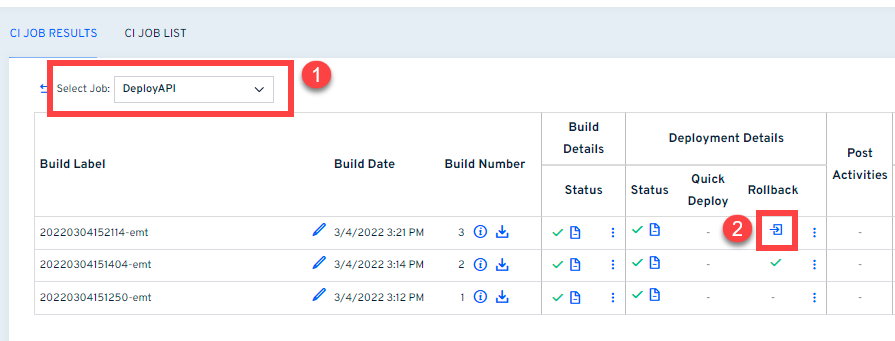 CI JOB RESULTS CI JOB LIST
1
Select Job: DeployAPI
Build Details Deployment Details
Build Label Build Date Build Number Post Activities
Status Status Quick Deploy Rollback
2
20220304152114-emt 3/4/2022 3:21 PM 3 - -
20220304151404-emt 3/4/2022 3:14 PM 2 - -
20220304151250-emt 3/4/2022 3:12 PM 1 - - -